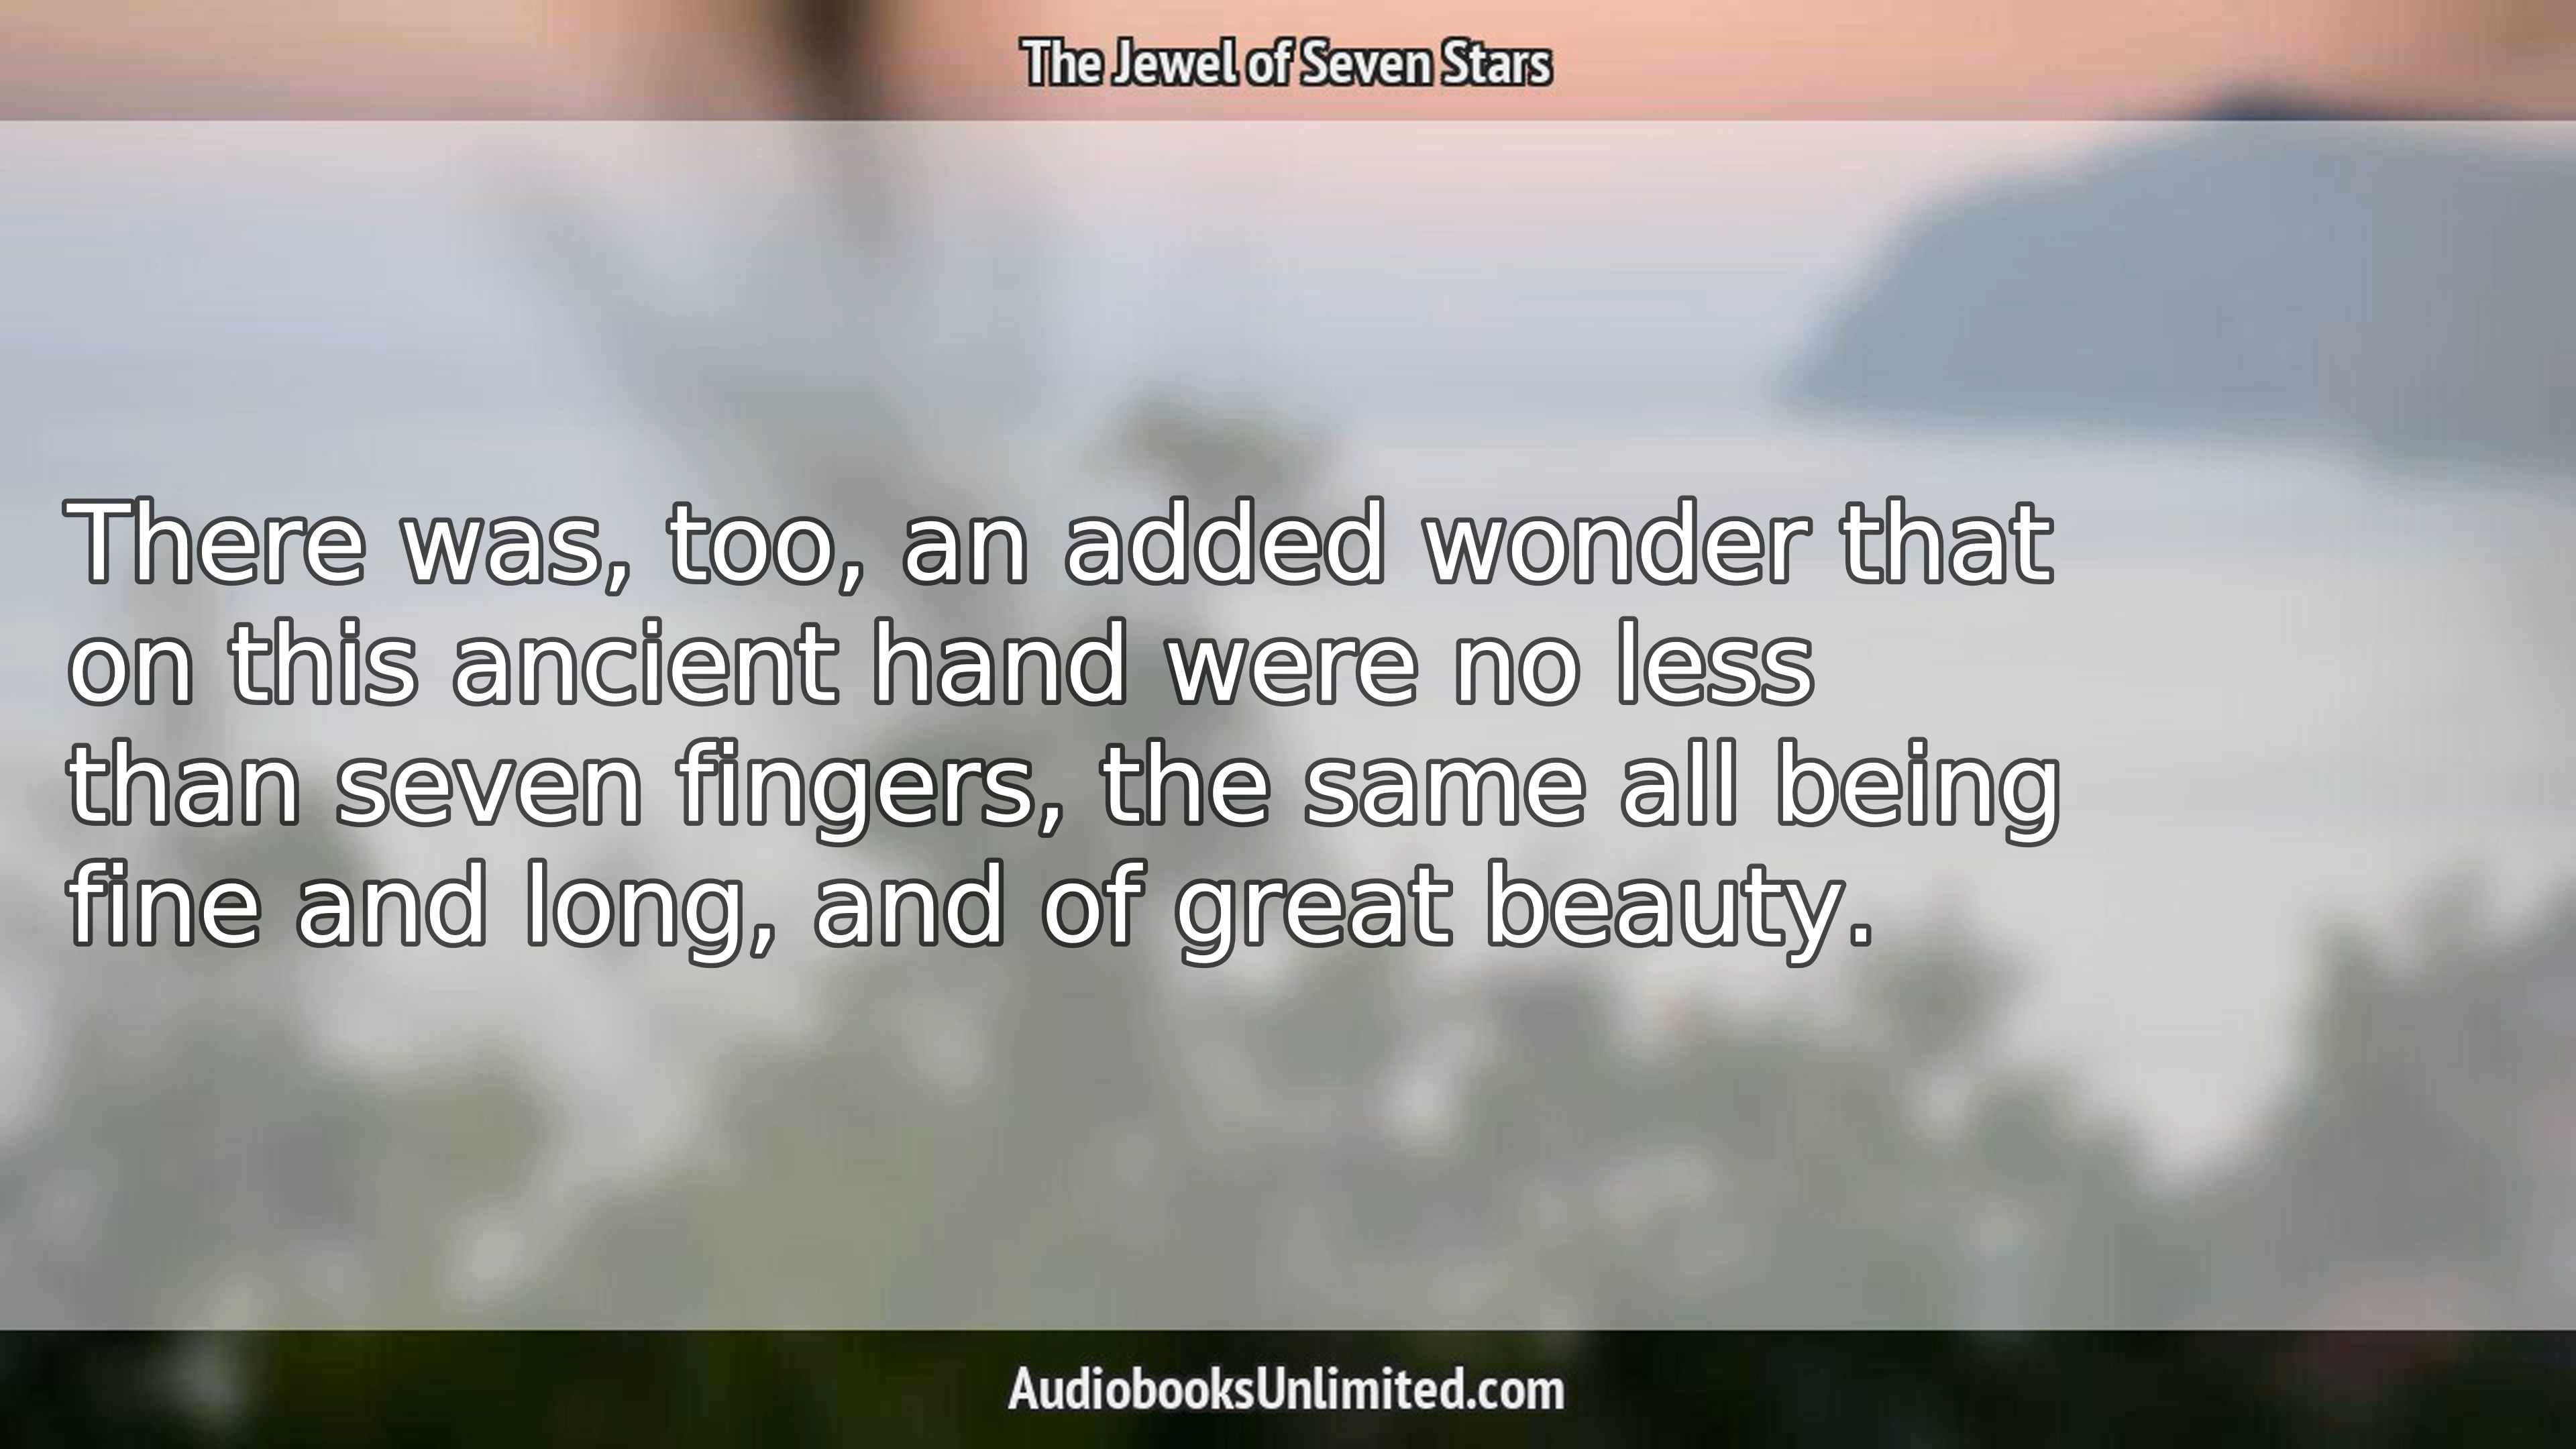 The Jewel of Seven Stars
There was, too, an added wonder that
on this ancient hand were no less
than seven fingers, the same all being
fine and long, and of great beauty.
AudiobooksUnlimited.com